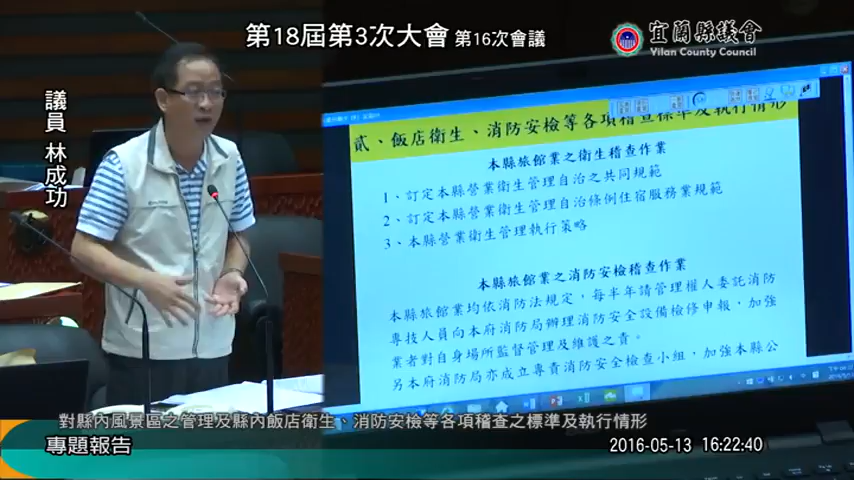 第18屆第3次大會 第16次會議
宜蘭縣議會
Yilan County Council
議員 林成功
貳、飯店衛生、消防安檢等各項稽查標準及執行情形
本縣旅館業之衛生稽查作業
1、訂定本縣營業衛生管理自治之共同規範
2、訂定本縣營業衛生管理自治條例住宿服務業規範
3、本縣營業衛生管理執行策略
本縣旅館業之消防安檢稽查作業
本縣旅館業均依消防法規定，每半年請管理權人委託消防
專技人員向本府消防局辦理消防安全設備檢修申報，加強
業者對自身場所監督管理及維護之責。
另本府消防局亦成立專責消防安全檢查小組，加強本縣公
對縣內風景區之管理及縣內飯店衛生、消防安檢等各項稽查之標準及執行情形
專題報告
2016-05-13 16:22:40